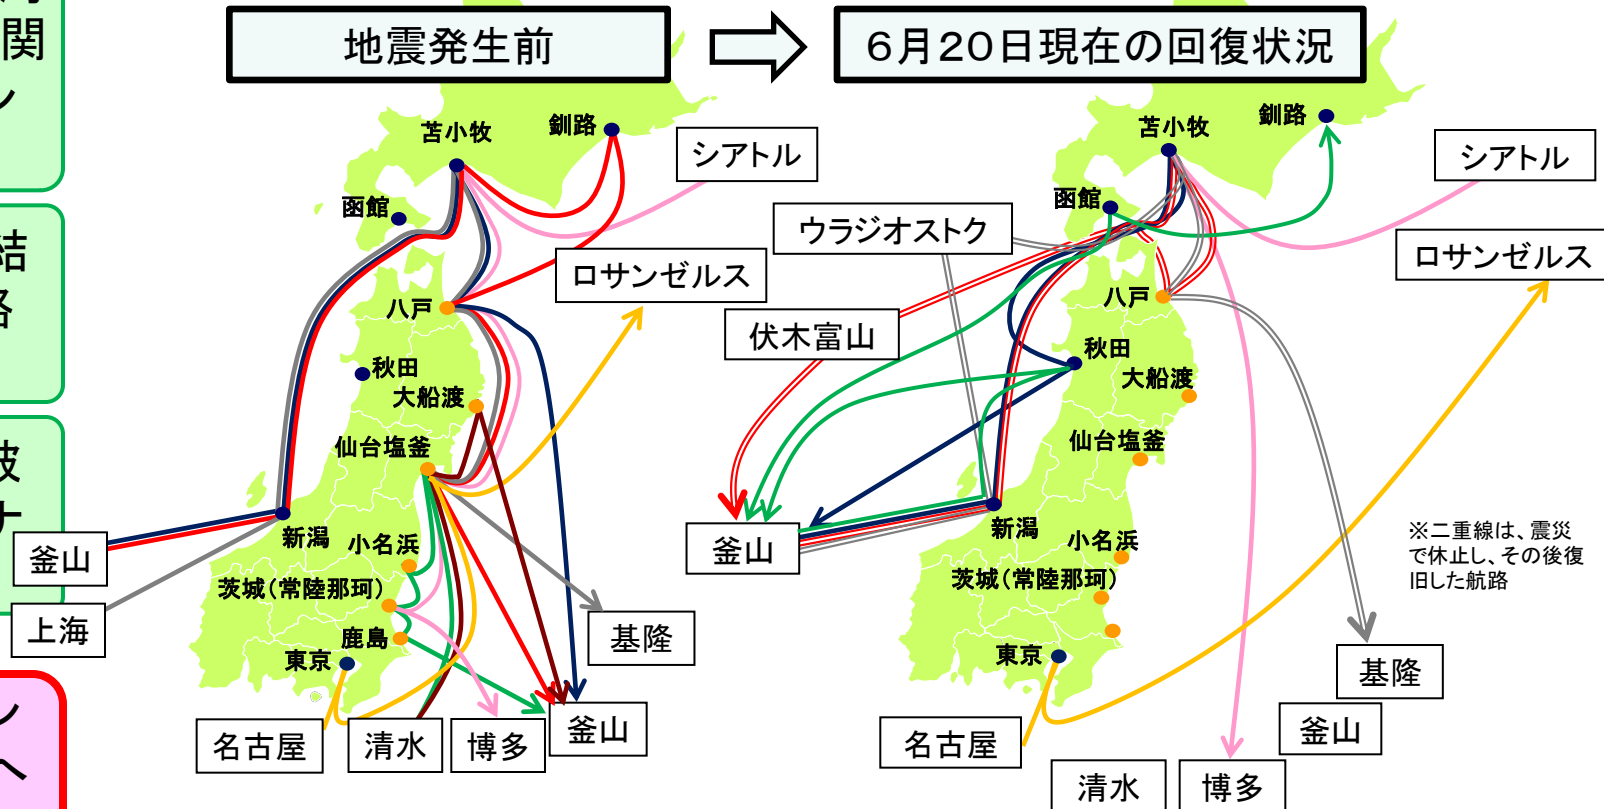 関
ン
結
路
波
ナ
ン
へ
地震発生前
6月20日現在の回復状況
苫小牧
釧路
シアトル
函館
ロサンゼルス
八戸
秋田
大船渡
仙台塩釜
新潟
小名浜
釜山
茨城(常陸那珂)
上海
鹿島
基隆
東京
名古屋
清水
博多
釜山
苫小牧
釧路
シアトル
函館
ウラジオストク
ロサンゼルス
八戸
伏木富山
秋田
大船渡
仙台塩釜
新潟
釜山
小名浜
※二重線は、震災
で休止し、その後復
旧した航路
茨城(常陸那珂)
東京
基隆
名古屋
釜山
清水
博多